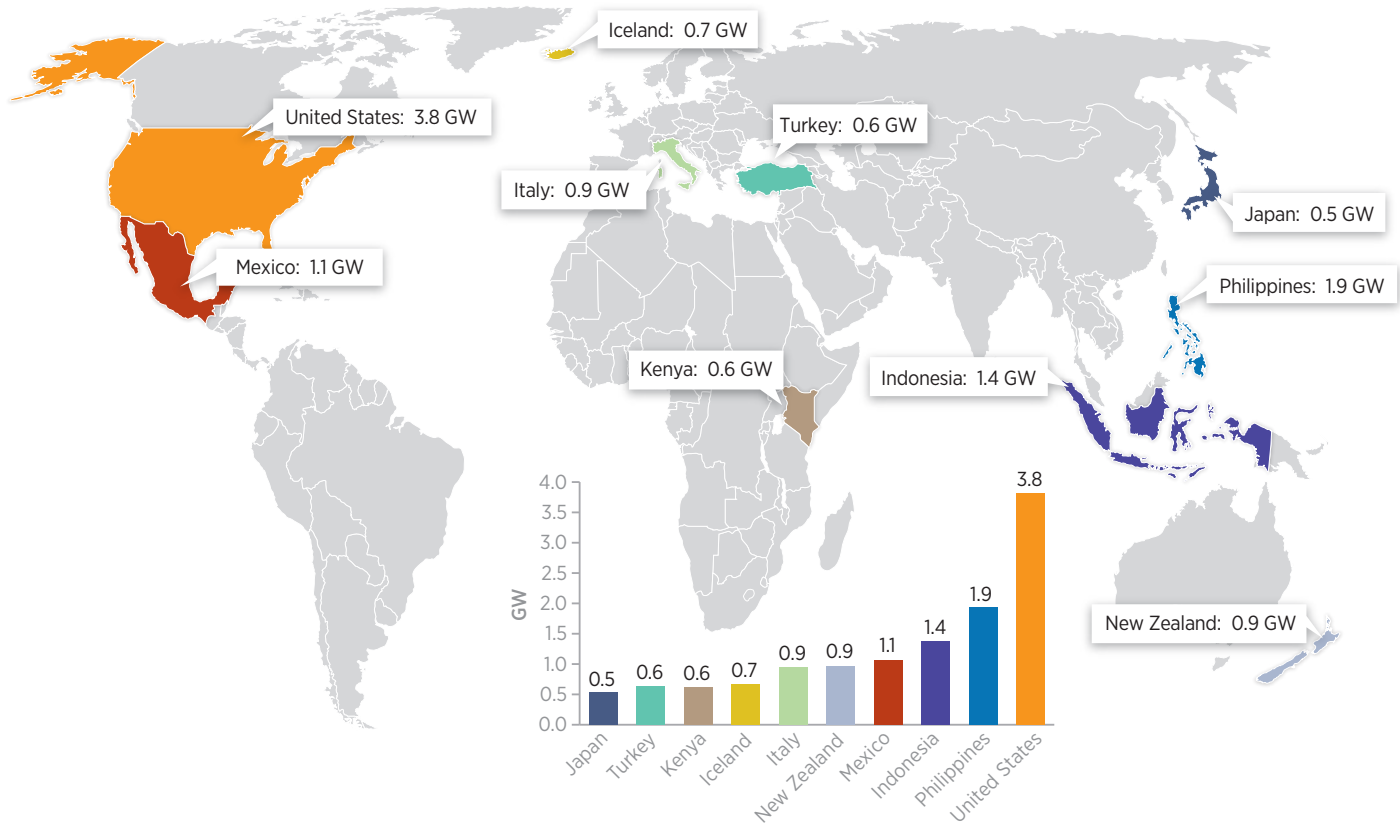 Iceland: 0.7 GW
United States: 3.8 GW
Turkey: 0.6 GW
Italy: 0.9 GW
Japan: 0.5 GW
Mexico: 1.1 GW
Philippines: 1.9 GW
Kenya: 0.6 GW
Indonesia: 1.4 GW
New Zealand: 0.9 GW
GW
4.0
3.5
3.0
2.5
2.0
1.5
1.0
0.5
0.0
0.5
0.6
0.6
0.7
0.9
0.9
1.1
1.4
1.9
3.8
Japan
Turkey
Kenya
Iceland
Italy
New Zealand
Mexico
Indonesia
Philippines
United States